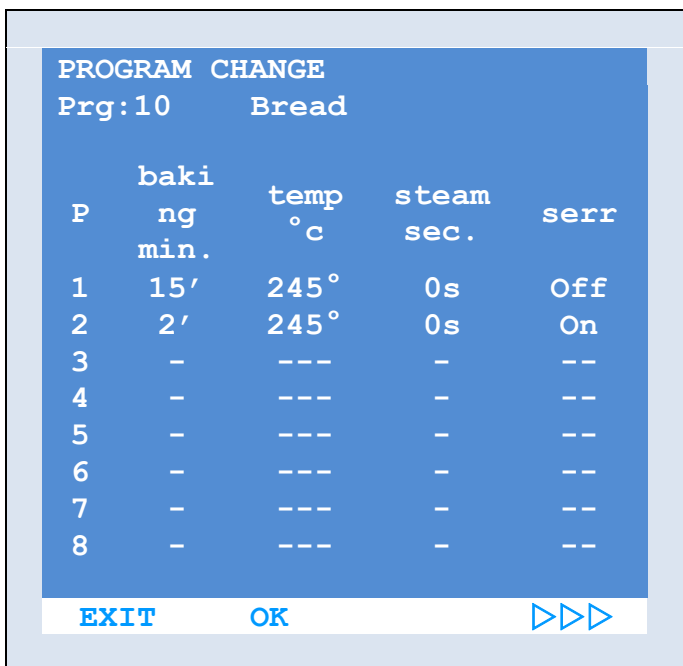 PROGRAM CHANGE
Prg:10 Bread
P baki ng min. temp °c steam sec. serr
1 15′ 245° 0s Off
2 2′ 245° 0s On
3 - --- - --
4 - --- - --
5 - --- - --
6 - --- - --
7 - --- - --
8 - --- - --
EXIT OK ▷▷▷